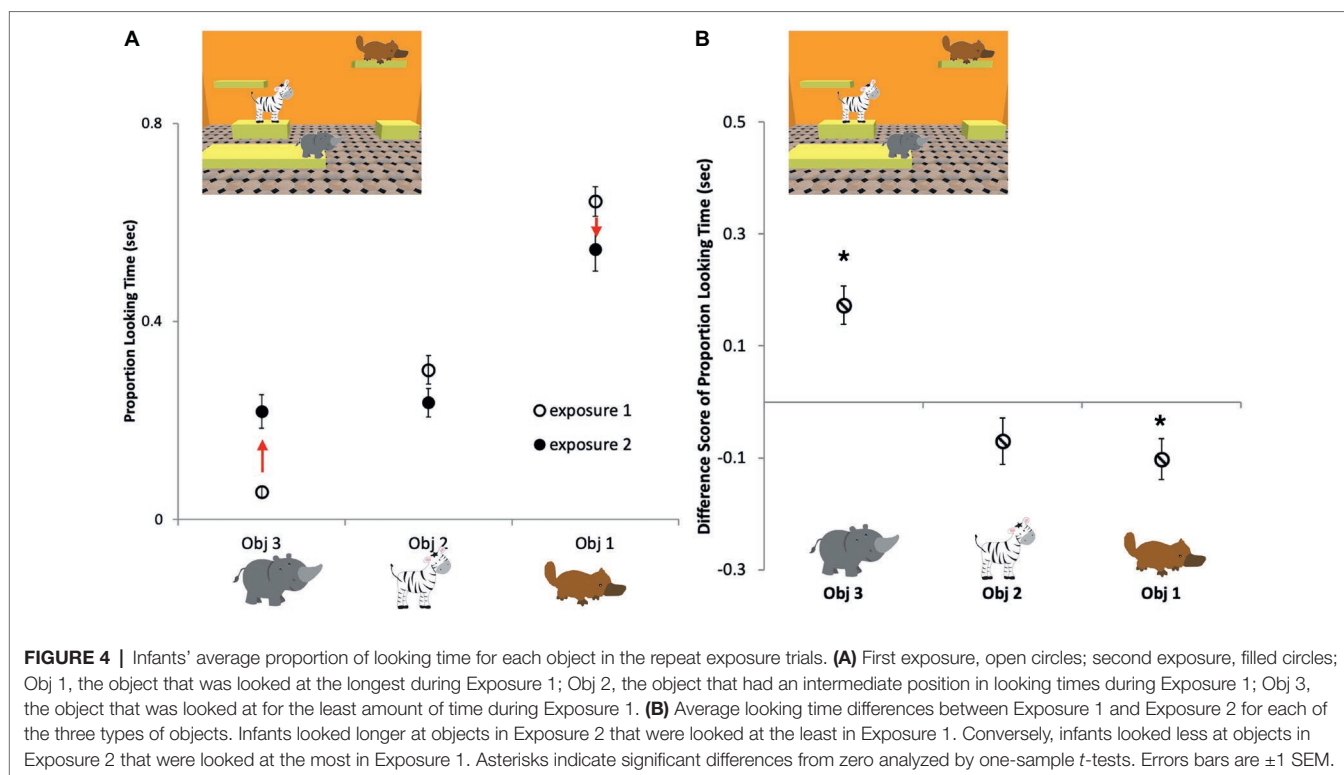 A
B
0.8
0.4
0
Proportion Looking Time (sec)
exposure 1
exposure 2
Obj 3
Obj 2
Obj 1
0.5
0.3
0.1
-0.1
-0.3
Difference Score of Proportion Looking Time (sec)
*
*
Obj 3
Obj 2
Obj 1
FIGURE 4 | Infants’ average proportion of looking time for each object in the repeat exposure trials. (A) First exposure, open circles; second exposure, filled circles;
Obj 1, the object that was looked at the longest during Exposure 1; Obj 2, the object that had an intermediate position in looking times during Exposure 1; Obj 3,
the object that was looked at for the least amount of time during Exposure 1. (B) Average looking time differences between Exposure 1 and Exposure 2 for each of
the three types of objects. Infants looked longer at objects in Exposure 2 that were looked at the least in Exposure 1. Conversely, infants looked less at objects in
Exposure 2 that were looked at the most in Exposure 1. Asterisks indicate significant differences from zero analyzed by one-sample t-tests. Errors bars are ±1 SEM.